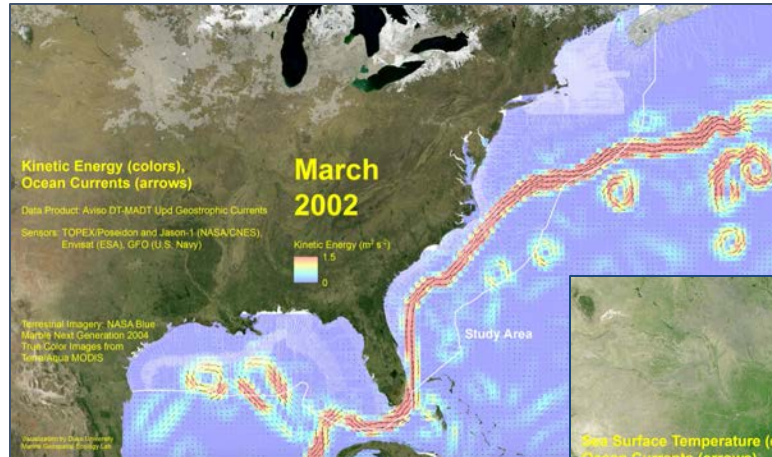 Kinetic Energy (colors),
Ocean Currents (arrows)
Data Product: Aviso DT-MADT Upd Geostrophic Currents
Sensors: TOPEX/Poseidon and Jason-1 (NASA/CNES),
Envisat (ESA), GFO (U.S. Navy)
March
2002
Kinetic Energy (m² s⁻²)
1.5
0
Study Area
Terrestrial Imagery: NASA Blue
Marble Next Generation 2004
True Color Images from
Terra/Aqua MODIS
Visualization by Duke University
Marine Geospatial Ecology Lab
Sea Surface Temperature (
Ocean Currents (arrows)